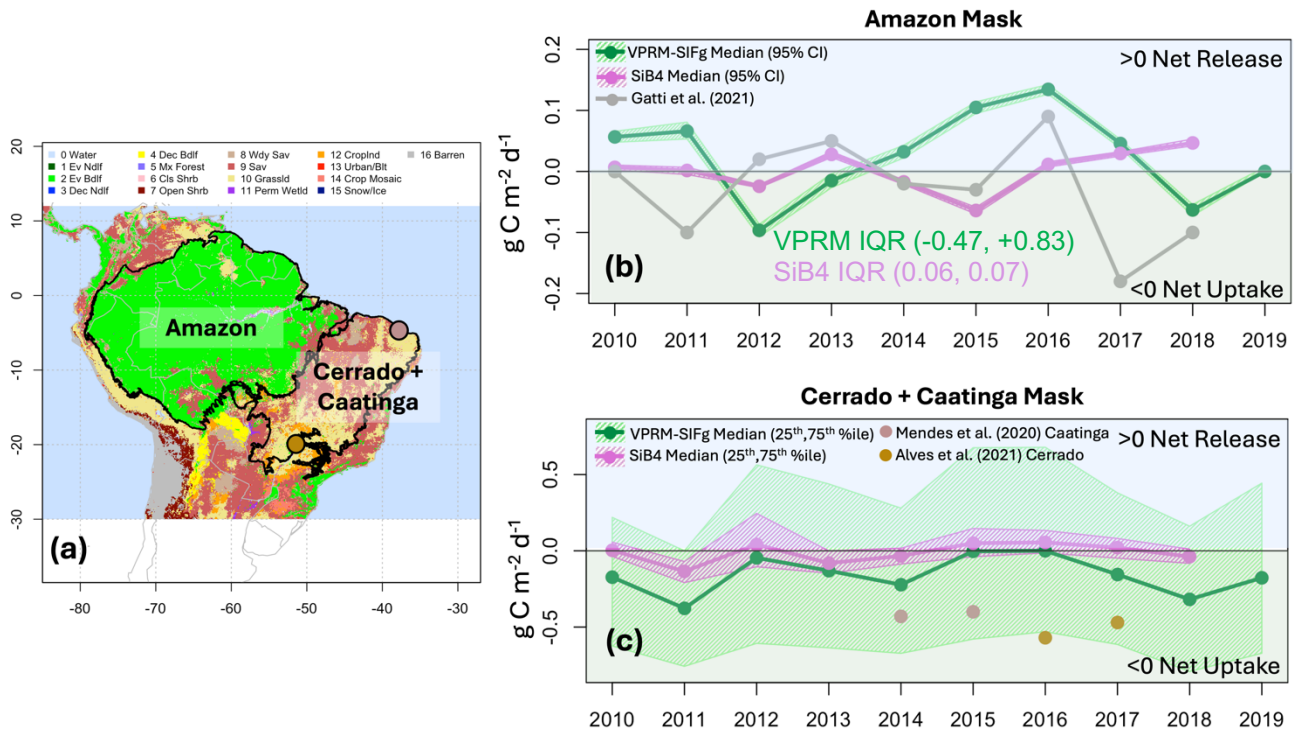 20
10
0
-10
-20
-30
0 Water
1 Ev Ndlf
2 Ev Bdlf
3 Dec Ndlf
4 Dec Bdlf
5 Mx Forest
6 Cls Shrb
7 Open Shrb
8 Wdy Sav
9 Sav
10 Grassld
11 Perm Wetld
12 CropInd
13 Urban/Blt
14 Crop Mosaic
15 Snow/Ice
16 Barren
Amazon
Cerrado +
Caatinga
(a)
-80
-70
-60
-50
-40
-30
Amazon Mask
g C m-2 d-1
0.2
0.1
0.0
-0.1
-0.2
VPRM-SIFg Median (95% CI)
SiB4 Median (95% CI)
Gatti et al. (2021)
>0 Net Release
VPRM IQR (-0.47, +0.83)
SiB4 IQR (0.06, 0.07)
(b)
<0 Net Uptake
2010 2011 2012 2013 2014 2015 2016 2017 2018 2019
Cerrado + Caatinga Mask
g C m-2 d-1
0.5
0.0
-0.5
VPRM-SIFg Median (25th,75th %ile)
SiB4 Median (25th,75th %ile)
Mendes et al. (2020) Caatinga
Alves et al. (2021) Cerrado
>0 Net Release
(c)
<0 Net Uptake
2010 2011 2012 2013 2014 2015 2016 2017 2018 2019